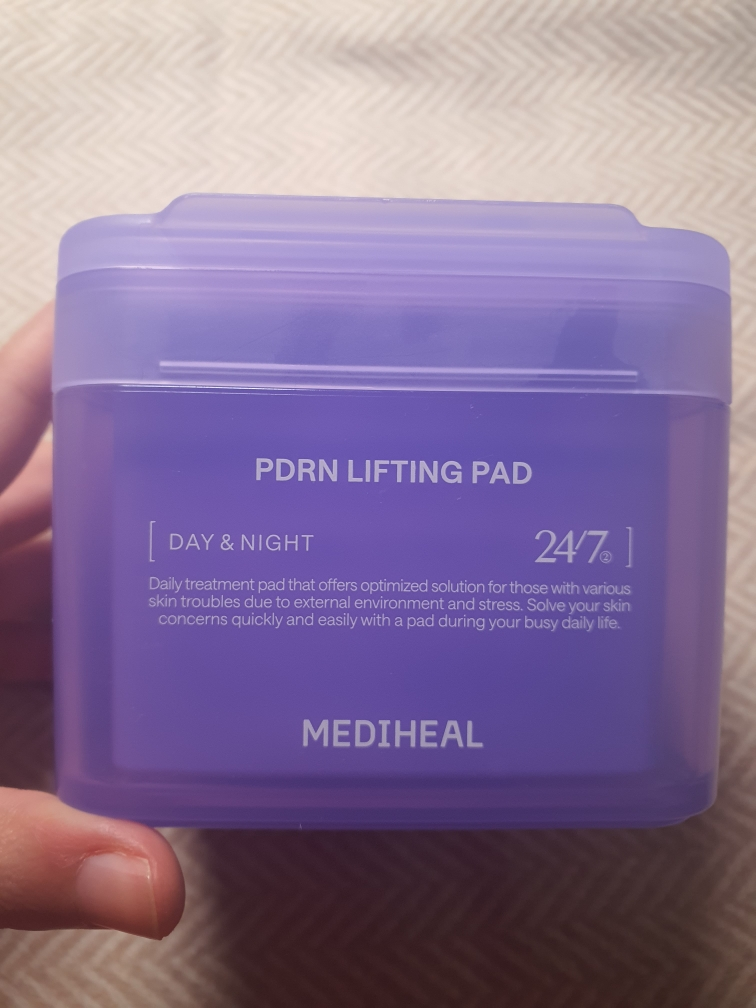 PDRN LIFTING PAD
[ DAY & NIGHT 24/7② ]
Daily treatment pad that offers optimized solution for those with various
skin troubles due to external environment and stress. Solve your skin
concerns quickly and easily with a pad during your busy daily life.
MEDIHEAL